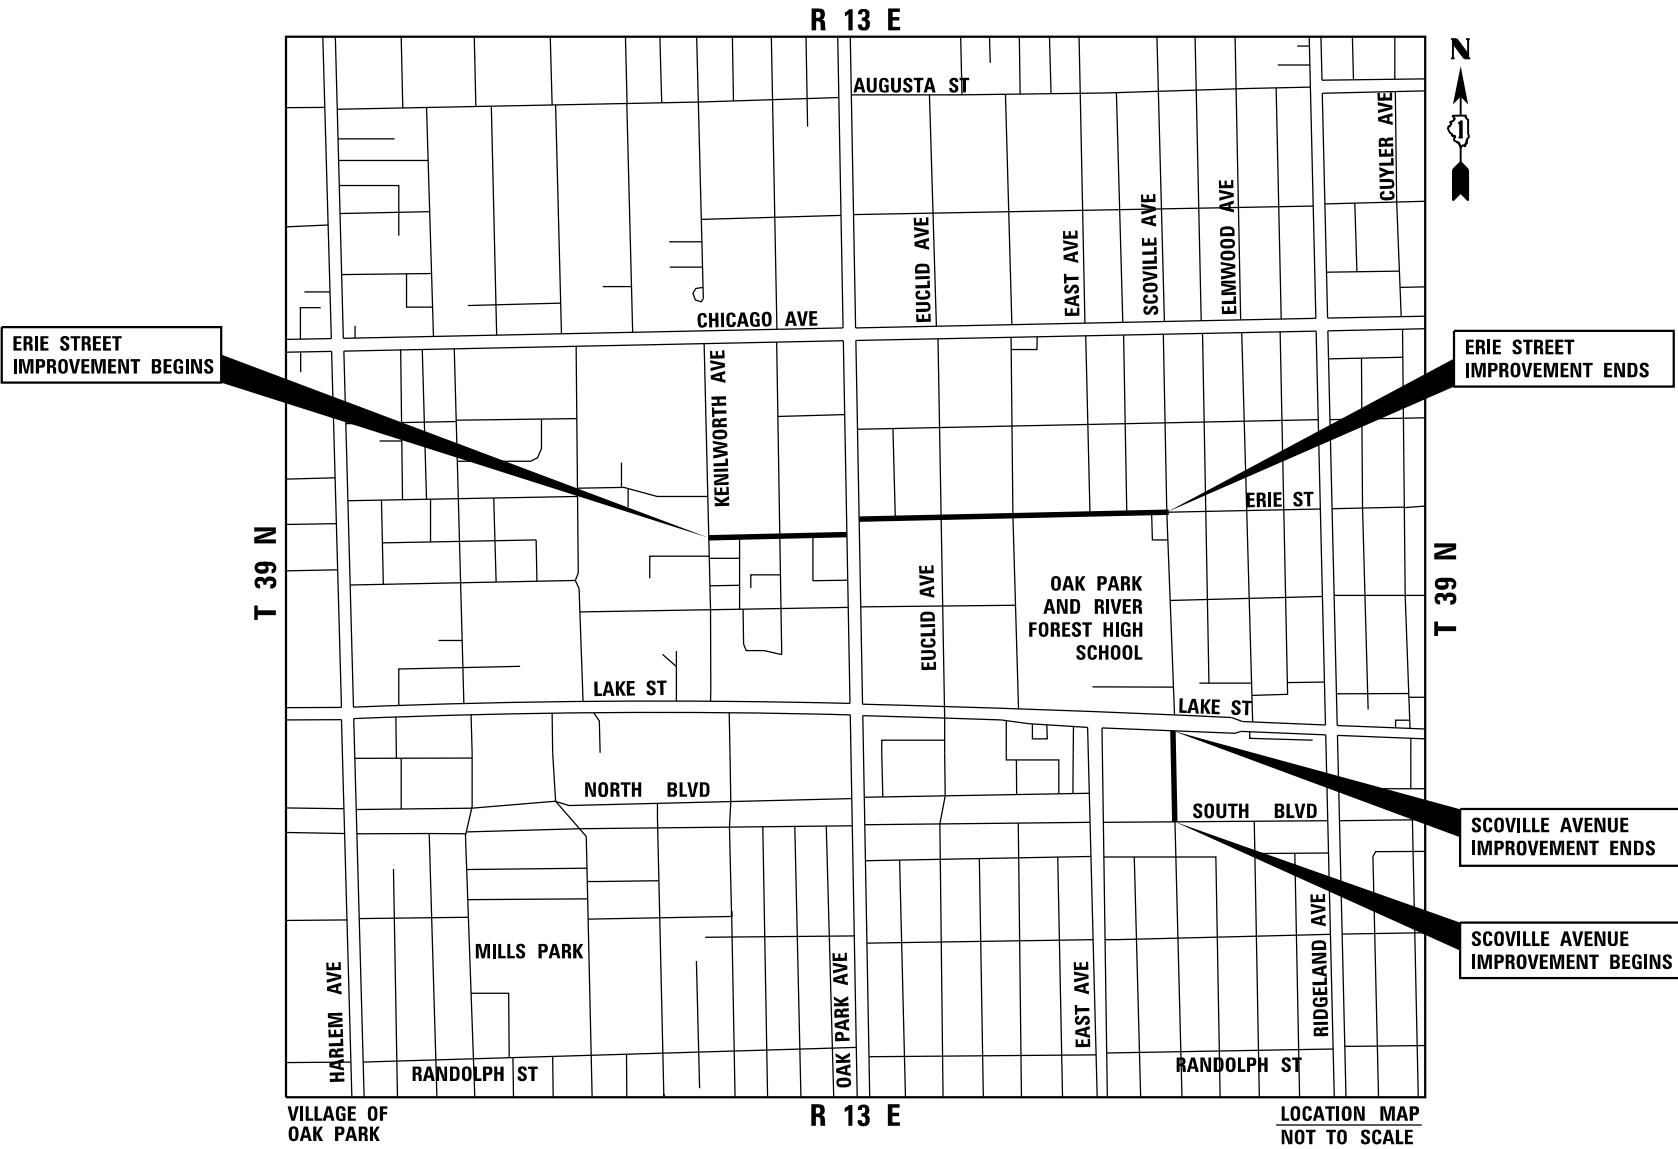 R 13 E
N
AUGUSTA ST
CUYLER AVE
1
EUCLID AVE
EAST AVE
SCOVILLE AVE
ELMWOOD AVE
CHICAGO AVE
ERIE STREET
IMPROVEMENT BEGINS
ERIE STREET
IMPROVEMENT ENDS
KENILWORTH AVE
ERIE ST
T 39 N
T 39 N
EUCLID AVE
OAK PARK
AND RIVER
FOREST HIGH
SCHOOL
LAKE ST
LAKE ST
NORTH BLVD
SOUTH BLVD
SCOVILLE AVENUE
IMPROVEMENT ENDS
SCOVILLE AVENUE
IMPROVEMENT BEGINS
MILLS PARK
HARLEM AVE
OAK PARK AVE
EAST AVE
RIDGELAND AVE
RANDOLPH ST
RANDOLPH ST
VILLAGE OF
OAK PARK
R 13 E
LOCATION MAP
NOT TO SCALE